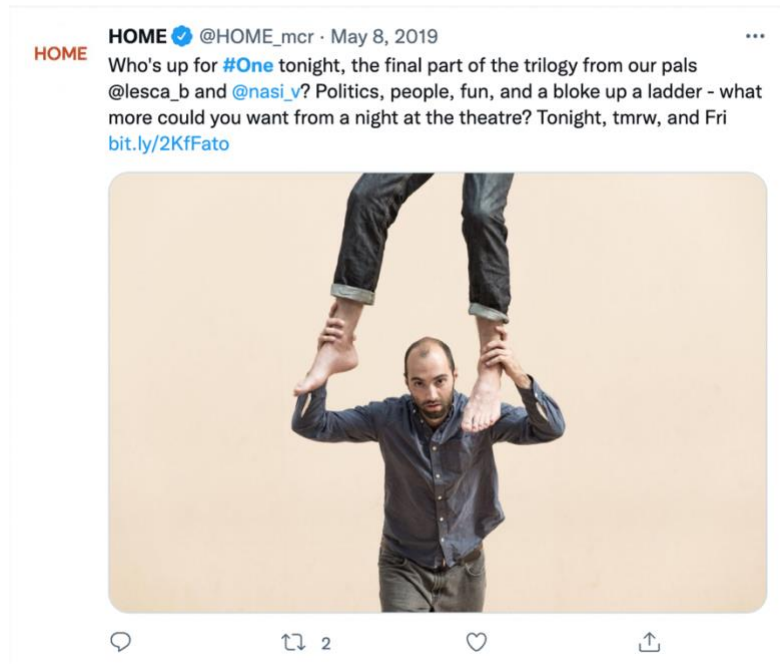 HOME
HOME @HOME_mcr · May 8, 2019
Who's up for #One tonight, the final part of the trilogy from our pals
@lesca_b and @nasi_v? Politics, people, fun, and a bloke up a ladder - what
more could you want from a night at the theatre? Tonight, tmrw, and Fri
bit.ly/2KfFato
2